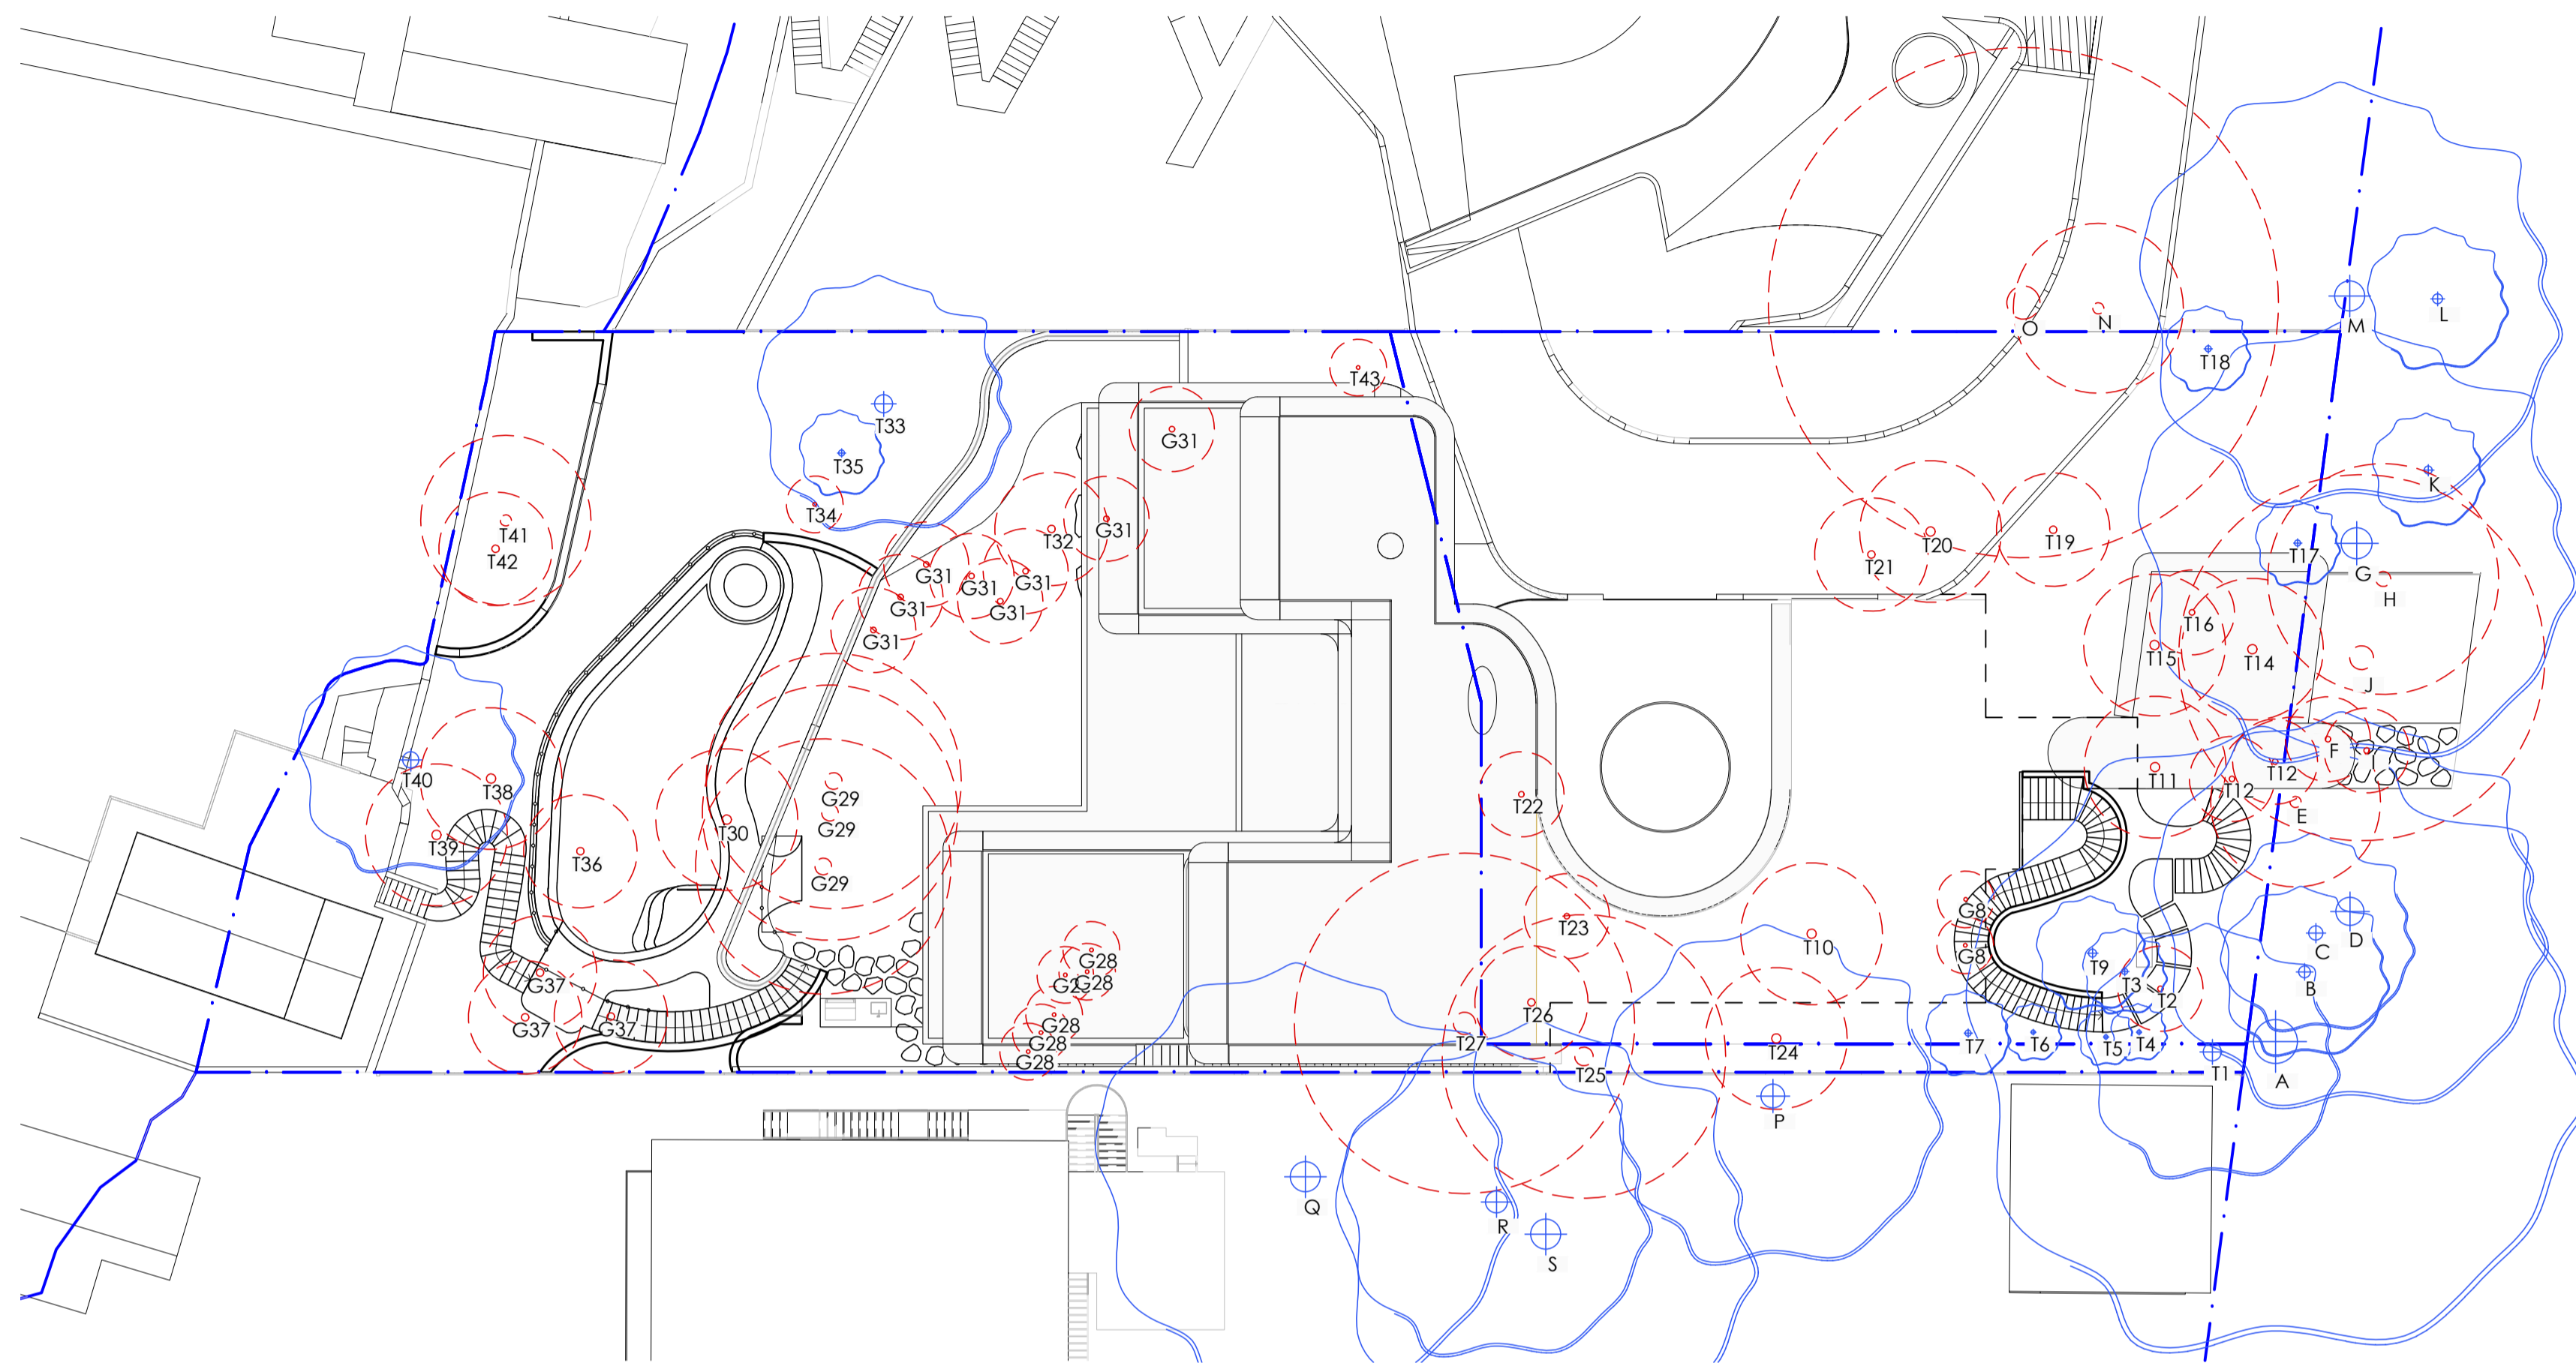 L
N
M
O
T18
T43
T33
G31
T35
K
T34
G31
T41
T32
T20
T19
T42
T17
T21
G
G31
G31
G31
H
G31
G31
T16
G31
T15
T14
J
F
T11
T12
T40
T38
T12
G29
T22
E
G29
T30
T39
T36
G29
G8
T23
T10
D
C
G8
G28
T9
G37
G28
T3
B
T2
T26
G28
G37
G37
G28
T27
T24
T7
T6
T5
T4
G28
T25
T1
A
P
Q
R
S